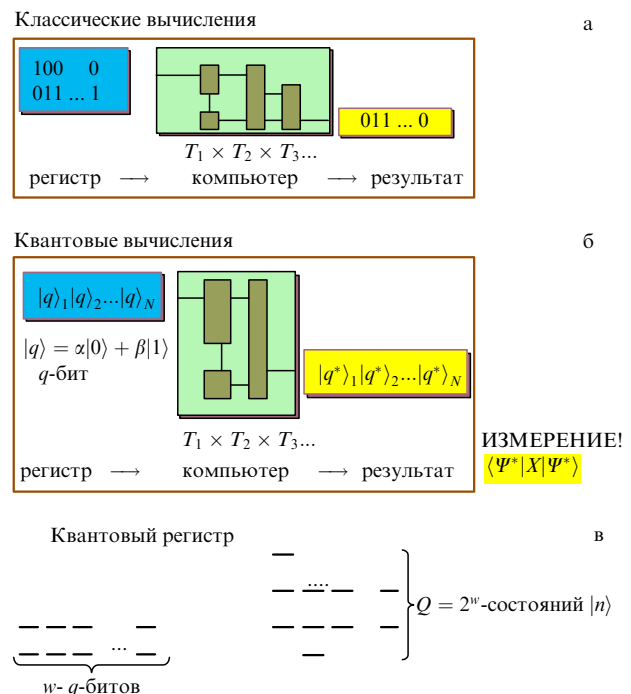 Классические вычисления а
100 0
011 ... 1
011 ... 0
T₁ × T₂ × T₃...
регистр ⟶ компьютер ⟶ результат
Квантовые вычисления б
|q⟩₁|q⟩₂...|q⟩_N
|q⟩ = α|0⟩ + β|1⟩
q-бит
|q*⟩₁|q*⟩₂...|q*⟩_N
T₁ × T₂ × T₃...
ИЗМЕРЕНИЕ!
⟨Ψ*|X|Ψ*⟩
регистр ⟶ компьютер ⟶ результат
Квантовый регистр в
....
Q = 2ʷ-состояний |n⟩
...
w- q-битов